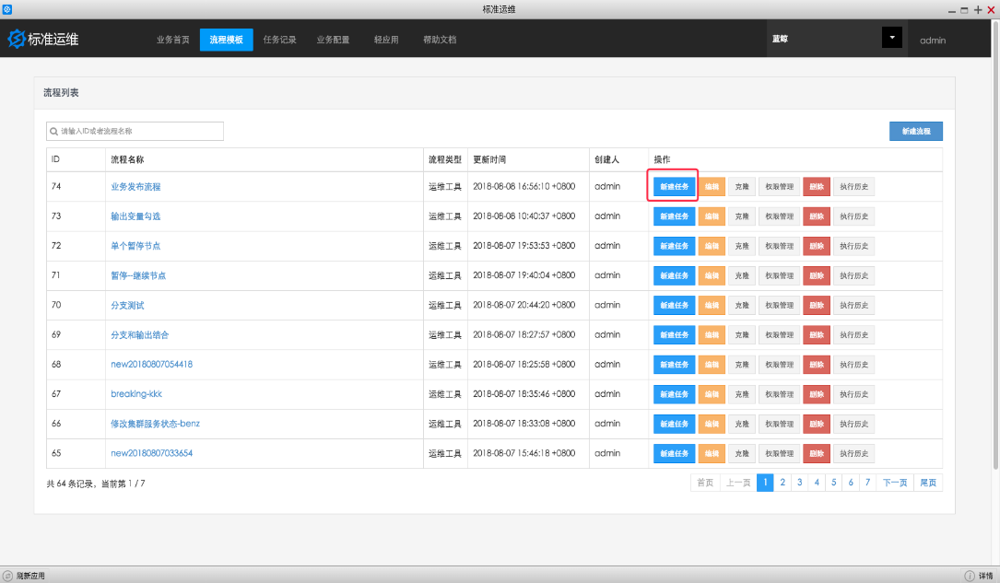 标准运维
标准运维 业务首页 流程模板 任务记录 业务配置 轻应用 帮助文档 蓝鲸 admin
流程列表
请输入ID或者流程名称 新建流程
ID 流程名称 流程类型 更新时间 创建人 操作
74 业务发布流程 运维工具 2018-08-08 16:56:10 +0800 admin 新建任务 编辑 克隆 权限管理 删除 执行历史
73 输出变量勾选 运维工具 2018-08-08 10:40:37 +0800 admin 新建任务 编辑 克隆 权限管理 删除 执行历史
72 单个暂停节点 运维工具 2018-08-07 19:53:53 +0800 admin 新建任务 编辑 克隆 权限管理 删除 执行历史
71 暂停--继续节点 运维工具 2018-08-07 19:40:04 +0800 admin 新建任务 编辑 克隆 权限管理 删除 执行历史
70 分支测试 运维工具 2018-08-07 20:44:20 +0800 admin 新建任务 编辑 克隆 权限管理 删除 执行历史
69 分支和输出结合 运维工具 2018-08-07 18:27:57 +0800 admin 新建任务 编辑 克隆 权限管理 删除 执行历史
68 new20180807054418 运维工具 2018-08-07 18:25:58 +0800 admin 新建任务 编辑 克隆 权限管理 删除 执行历史
67 breaking-kkk 运维工具 2018-08-07 18:35:46 +0800 admin 新建任务 编辑 克隆 权限管理 删除 执行历史
66 修改集群服务状态-benz 运维工具 2018-08-07 18:33:08 +0800 admin 新建任务 编辑 克隆 权限管理 删除 执行历史
65 new20180807033654 运维工具 2018-08-07 15:46:18 +0800 admin 新建任务 编辑 克隆 权限管理 删除 执行历史
共 64 条记录，当前第 1 / 7 首页 上一页 1 2 3 4 5 6 7 下一页 尾页
刷新应用 详情